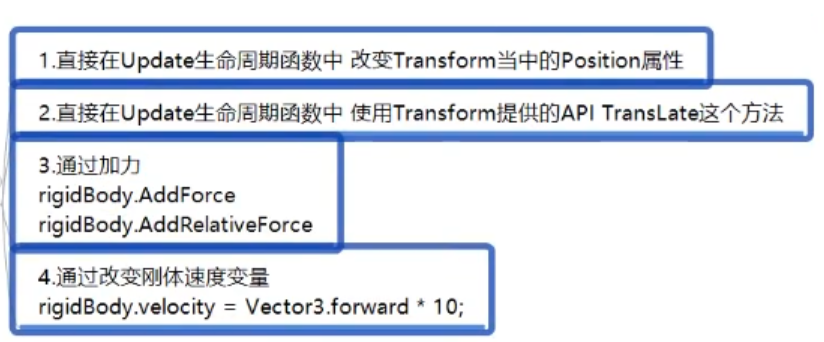 1.直接在Update生命周期函数中 改变Transform当中的Position属性
2.直接在Update生命周期函数中 使用Transform提供的API TransLate这个方法
3.通过加力
rigidBody.AddForce
rigidBody.AddRelativeForce
4.通过改变刚体速度变量
rigidBody.velocity = Vector3.forward * 10;